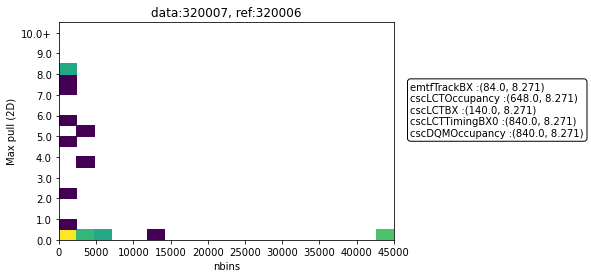 data:320007, ref:320006
10.0+
9.0
8.0
7.0
6.0
5.0
4.0
3.0
2.0
1.0
0.0
Max pull (2D)
0
5000
10000
15000
20000
25000
30000
35000
40000
45000
nbins
emtfTrackBX :(84.0, 8.271)
cscLCTOccupancy :(648.0, 8.271)
cscLCTBX :(140.0, 8.271)
cscLCTTimingBX0 :(840.0, 8.271)
cscDQMOccupancy :(840.0, 8.271)